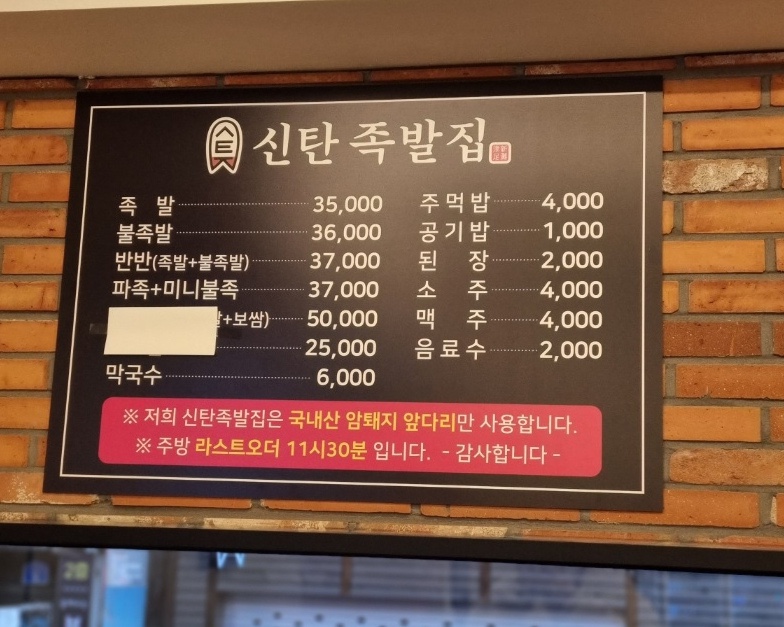 스트
신탄 족발집
족 발 35,000
불족발 36,000
반반(족발+불족발) 37,000
파족+미니불족 37,000
+보쌈) 50,000
25,000
막국수 6,000
주먹밥 4,000
공기밥 1,000
된 장 2,000
소 주 4,000
맥 주 4,000
음료수 2,000
※ 저희 신탄족발집은 국내산 암퇘지 앞다리만 사용합니다.
※ 주방 라스트오더 11시30분 입니다. - 감사합니다 -